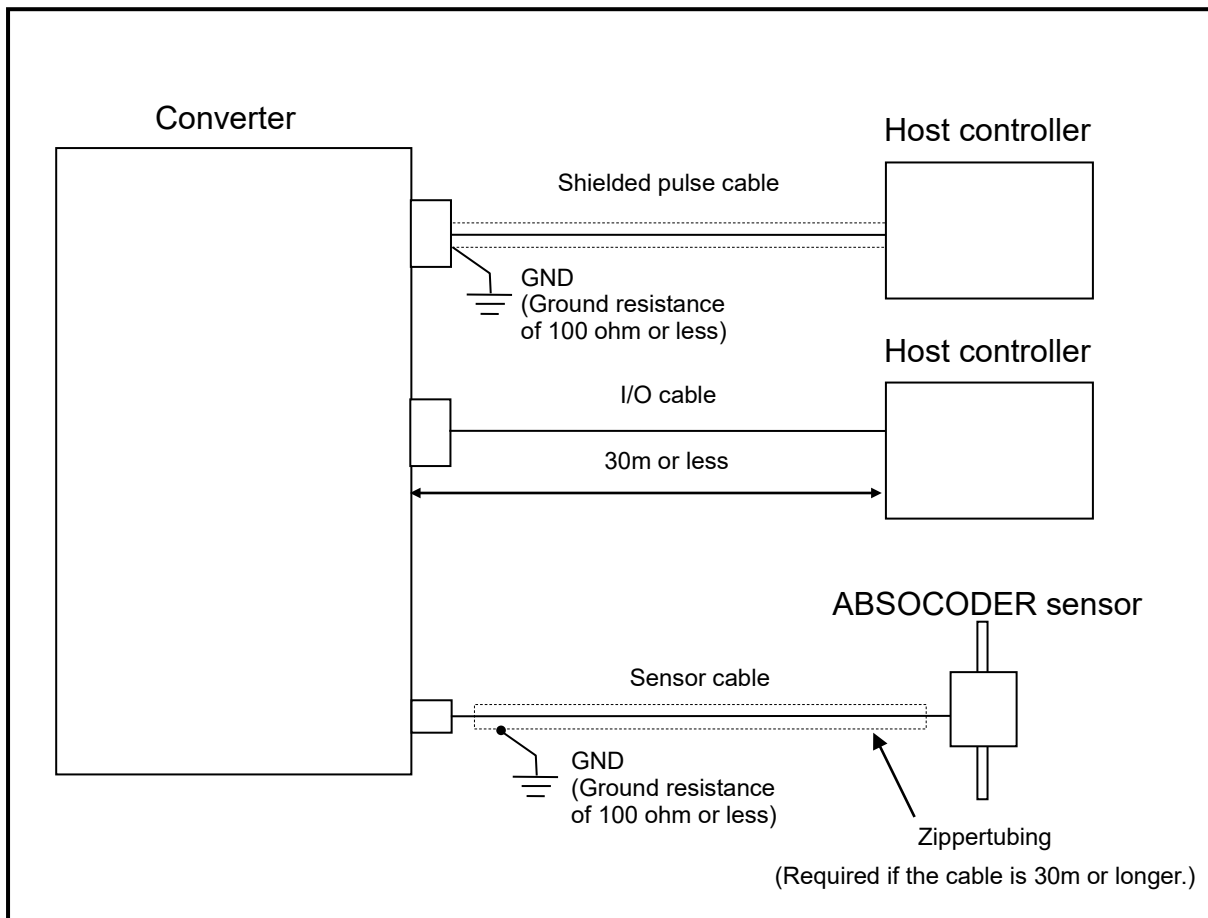 Converter
Host controller
Shielded pulse cable
GND
(Ground resistance
of 100 ohm or less)
Host controller
I/O cable
30m or less
ABSOCODER sensor
Sensor cable
GND
(Ground resistance
of 100 ohm or less)
Zippertubing
(Required if the cable is 30m or longer.)